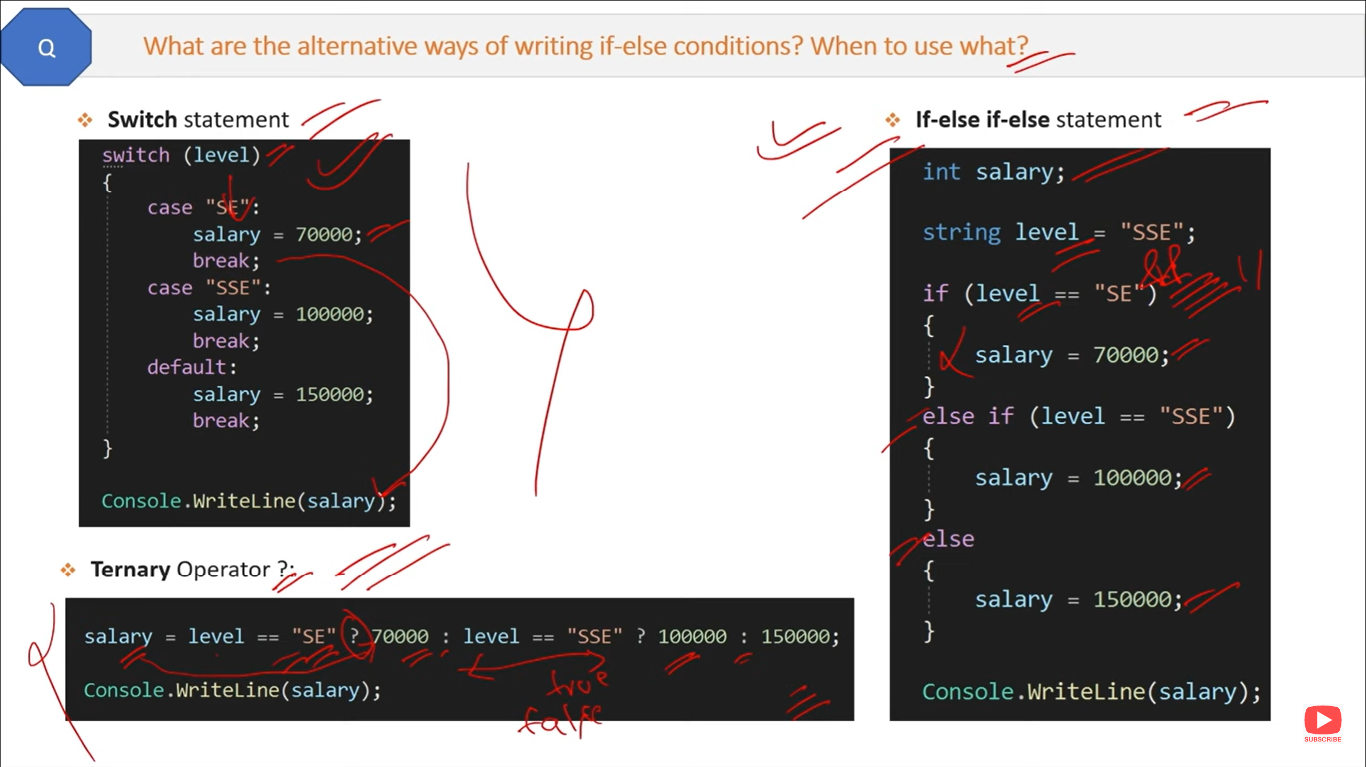 Q
What are the alternative ways of writing if-else conditions? When to use what?
❖ Switch statement
switch (level)
{
case "SE":
salary = 70000;
break;
case "SSE":
salary = 100000;
break;
default:
salary = 150000;
break;
}
Console.WriteLine(salary);
❖ Ternary Operator ?:
salary = level == "SE" ? 70000 : level == "SSE" ? 100000 : 150000;
Console.WriteLine(salary);
true
false
❖ If-else if-else statement
int salary;
string level = "SSE";
&& ||
if (level == "SE")
{
salary = 70000;
}
else if (level == "SSE")
{
salary = 100000;
}
else
{
salary = 150000;
}
Console.WriteLine(salary);
SUBSCRIBE